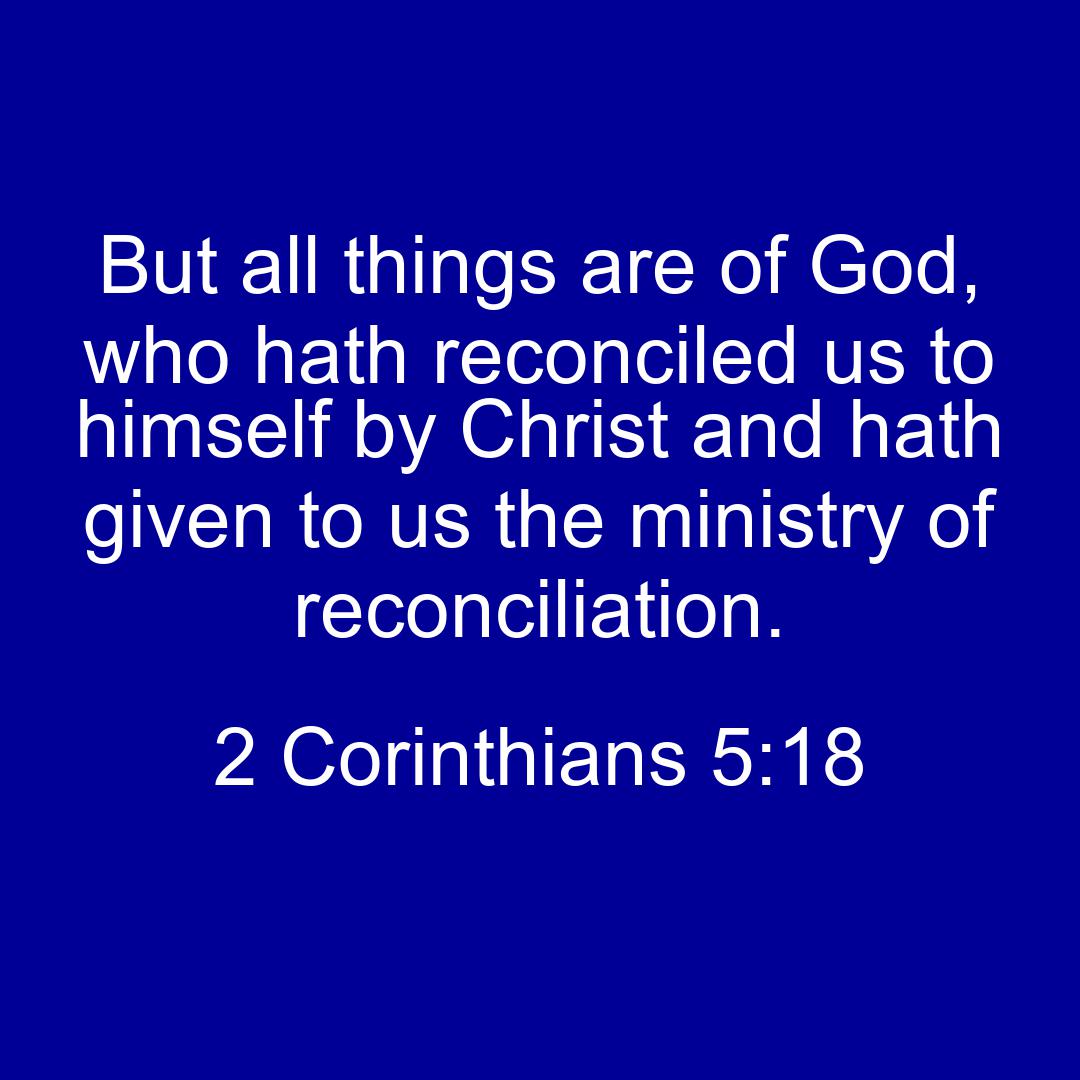 But all things are of God,
who hath reconciled us to
himself by Christ and hath
given to us the ministry of
reconciliation.
2 Corinthians 5:18